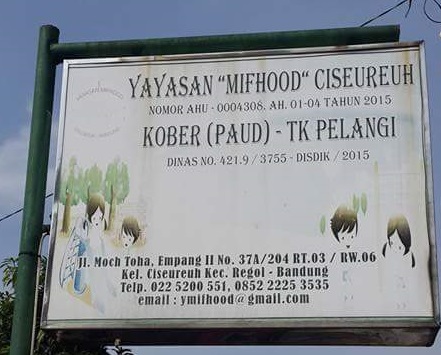 YAYASAN "MIFHOOD" CISEUREUH
NOMOR AHU - 0004308. AH. 01-04 TAHUN 2015
KOBER (PAUD) - TK PELANGI
DINAS NO. 421.9 / 3755 - DISDIK / 2015
Jl. Moch Toha, Empang II No. 37A/204 RT.03 / RW.06
Kel. Ciseureuh Kec. Regol - Bandung
Telp. 022 5200 551, 0852 2225 3535
email : ymifhood@gmail.com